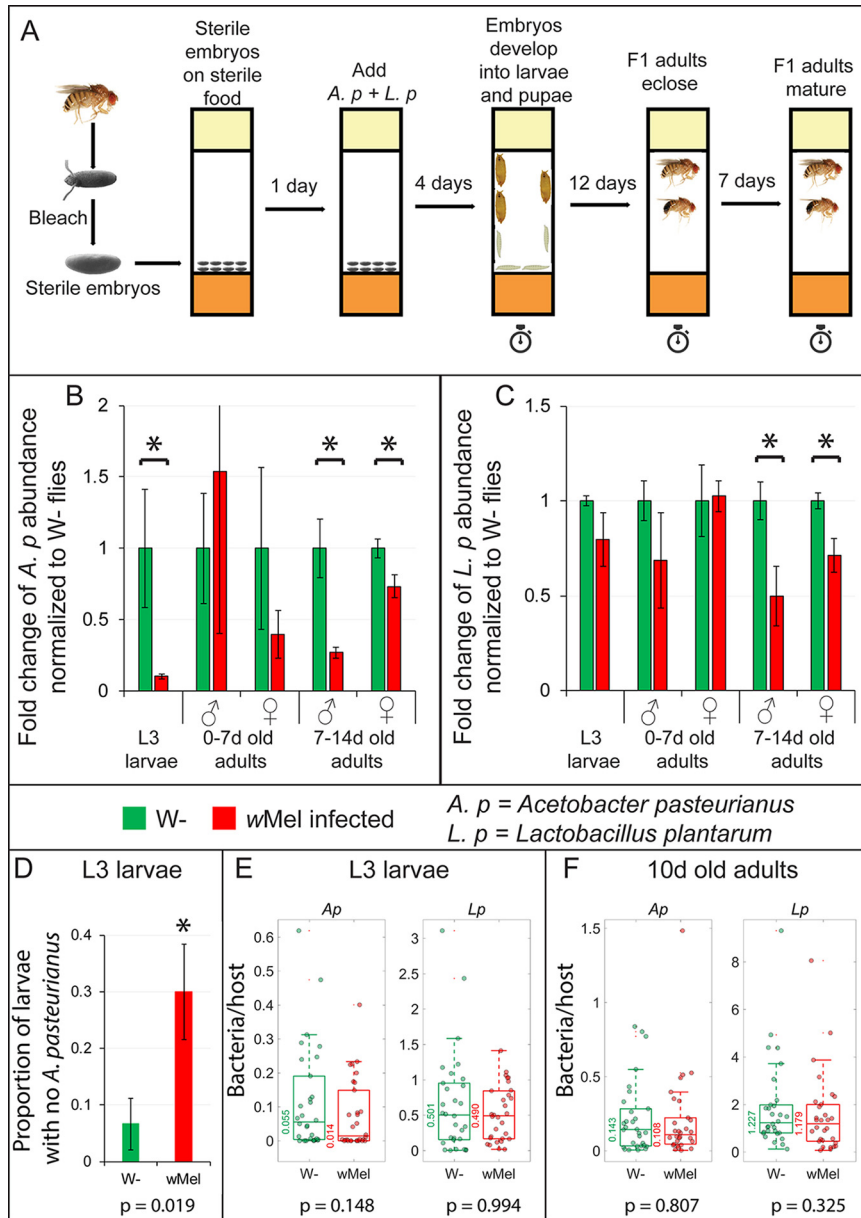 A
Sterile
embryos
on sterile
food
Add
A. p + L. p
Embryos
develop
into larvae
and pupae
F1 adults
eclose
F1 adults
mature
1 day
4 days
12 days
7 days
Bleach
Sterile embryos
B
Fold change of A. p abundance
normalized to W- flies
2
1.5
1
0.5
0
*
*
*
♂
♀
♂
♀
L3
larvae
0-7d old
adults
7-14d old
adults
C
Fold change of L. p abundance
normalized to W- flies
1.5
1
0.5
0
*
*
♂
♀
♂
♀
L3
larvae
0-7d old
adults
7-14d old
adults
W-
wMel infected
A. p = Acetobacter pasteurianus
L. p = Lactobacillus plantarum
D
L3 larvae
Proportion of larvae
with no A. pasteurianus
0.4
0.3
0.2
0.1
0
*
W-
wMel
p = 0.019
E
L3 larvae
Bacteria/host
Ap
0.6
0.5
0.4
0.3
0.2
0.1
0
0.055
0.014
W-
wMel
p = 0.148
Lp
3
2.5
2
1.5
1
0.5
0
0.501
0.490
W-
wMel
p = 0.994
F
10d old adults
Bacteria/host
Ap
1.5
1
0.5
0
0.143
0.108
W-
wMel
p = 0.807
Lp
8
6
4
2
0
1.227
1.179
W-
wMel
p = 0.325